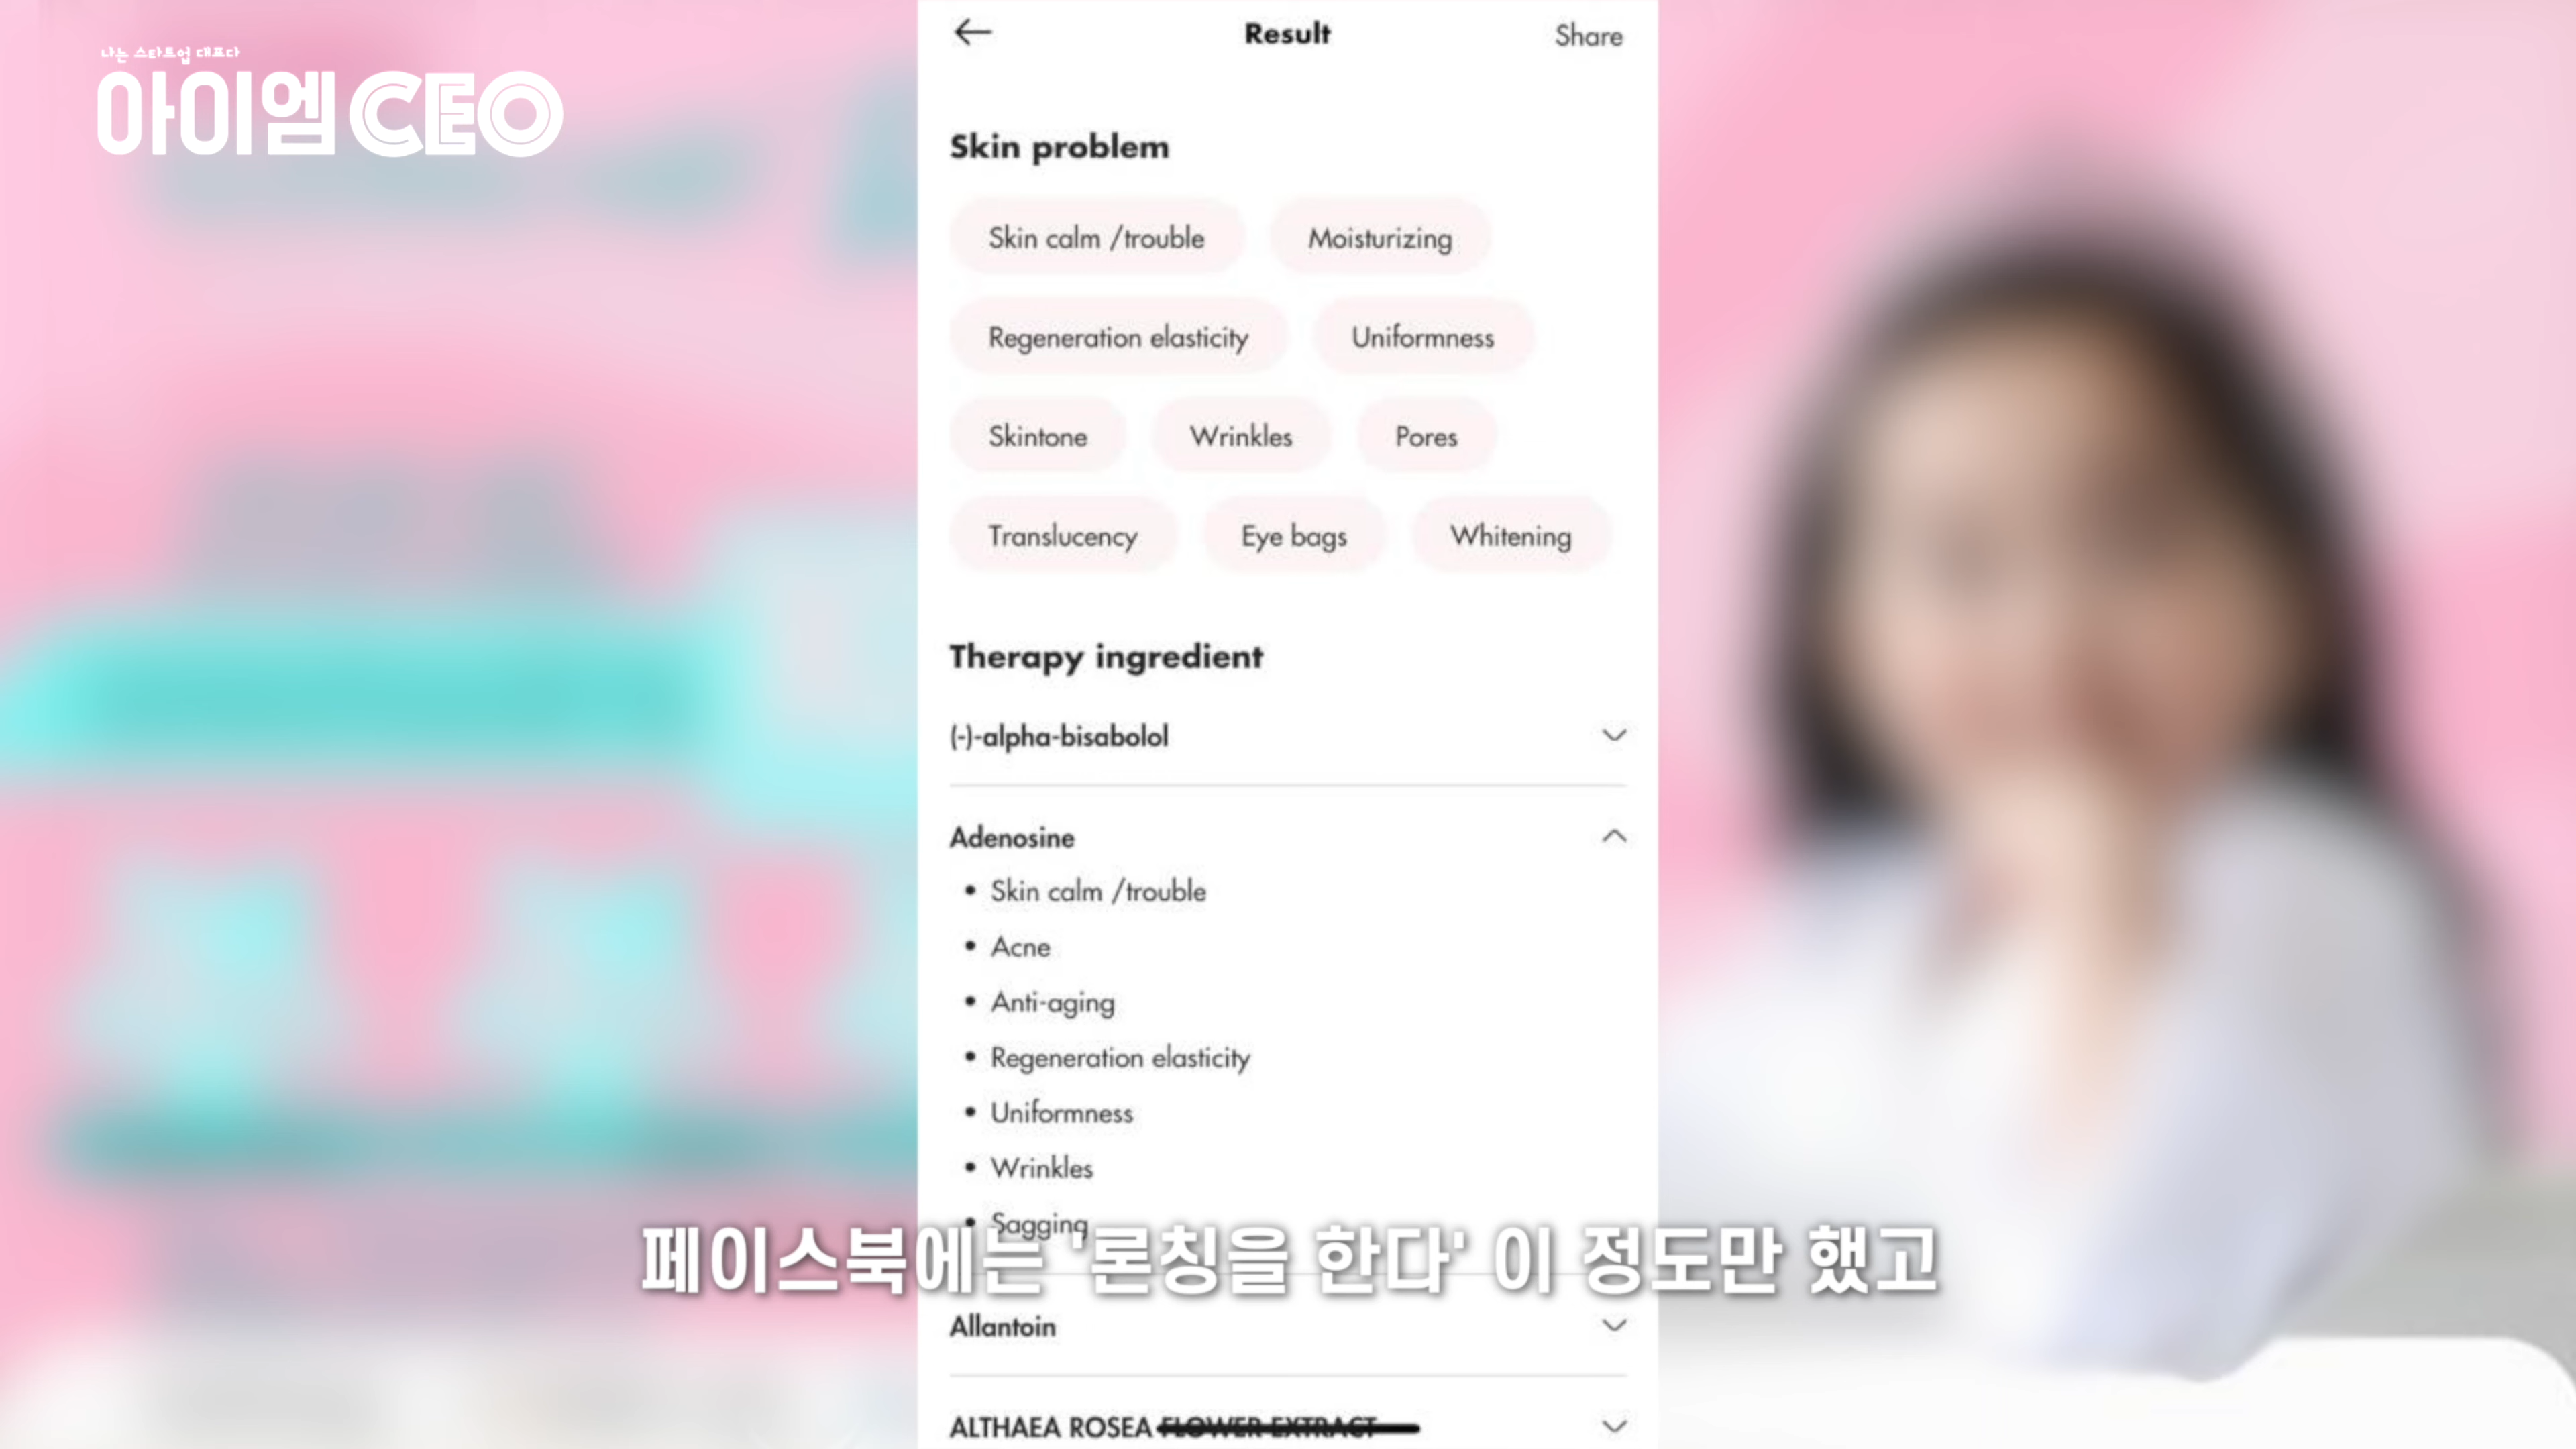 나는 스타트업 대표다
아이엠 CEO
Result
Share
Skin problem
Skin calm /trouble
Moisturizing
Regeneration elasticity
Uniformness
Skintone
Wrinkles
Pores
Translucency
Eye bags
Whitening
Therapy ingredient
(-)-alpha-bisabolol
Adenosine
• Skin calm /trouble
• Acne
• Anti-aging
• Regeneration elasticity
• Uniformness
• Wrinkles
• Sagging
페이스북에는 '론칭을 한다' 이 정도만 했고
Allantoin
ALTHAEA ROSEA FLOWER EXTRACT